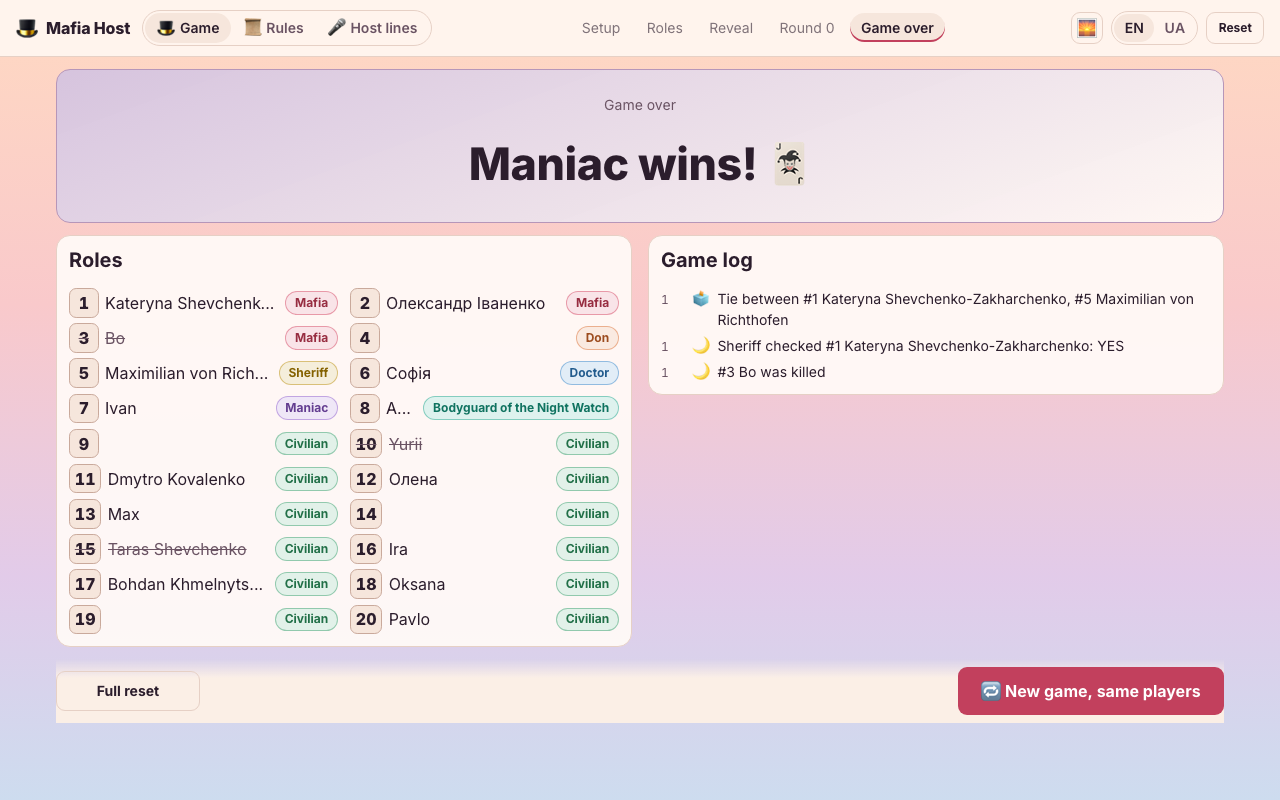 Mafia Host
Game
Rules
Host lines
Setup
Roles
Reveal
Round 0
Game over
EN
UA
Reset
Game over
Maniac wins!
Roles
1 Kateryna Shevchenk... Mafia
2 Олександр Іваненко Mafia
3 Bo Mafia
4 Don
5 Maximilian von Rich... Sheriff
6 Софія Doctor
7 Ivan Maniac
8 A... Bodyguard of the Night Watch
9 Civilian
10 Yurii Civilian
11 Dmytro Kovalenko Civilian
12 Олена Civilian
13 Max Civilian
14 Civilian
15 Taras Shevchenko Civilian
16 Ira Civilian
17 Bohdan Khmelnyts... Civilian
18 Oksana Civilian
19 Civilian
20 Pavlo Civilian
Game log
1 Tie between #1 Kateryna Shevchenko-Zakharchenko, #5 Maximilian von
Richthofen
1 Sheriff checked #1 Kateryna Shevchenko-Zakharchenko: YES
1 #3 Bo was killed
Full reset
New game, same players